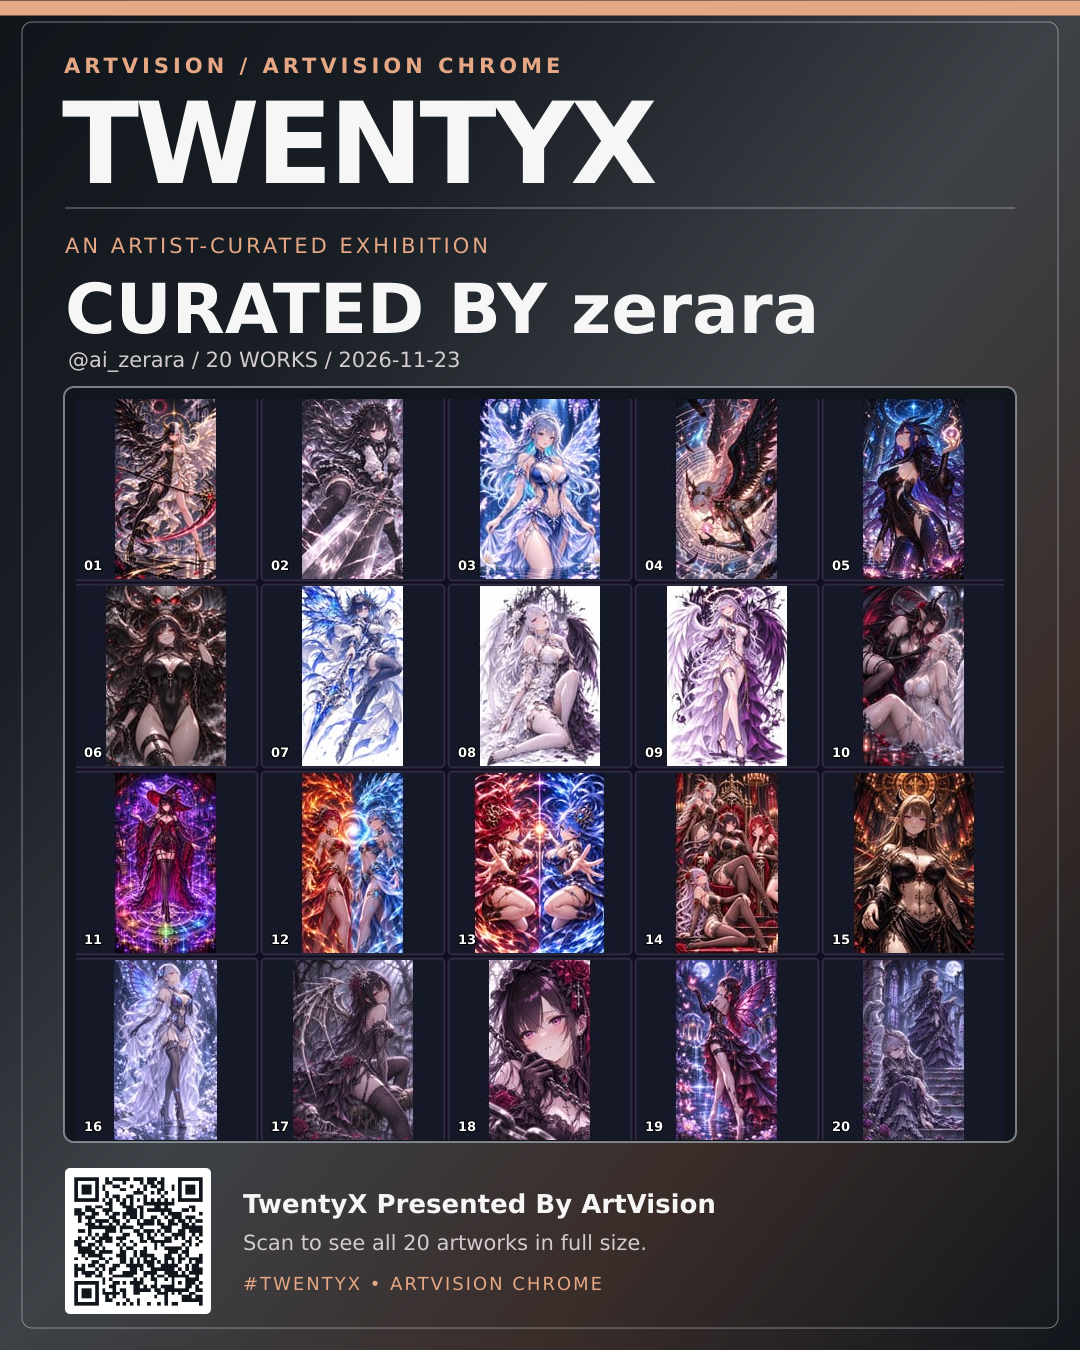 ARTVISION / ARTVISION CHROME
TWENTYX
AN ARTIST-CURATED EXHIBITION
CURATED BY zerara
@ai_zerara / 20 WORKS / 2026-11-23
01
02
03
04
05
06
07
08
09
10
11
12
13
14
15
16
17
18
19
20
TwentyX Presented By ArtVision
Scan to see all 20 artworks in full size.
#TWENTYX • ARTVISION CHROME